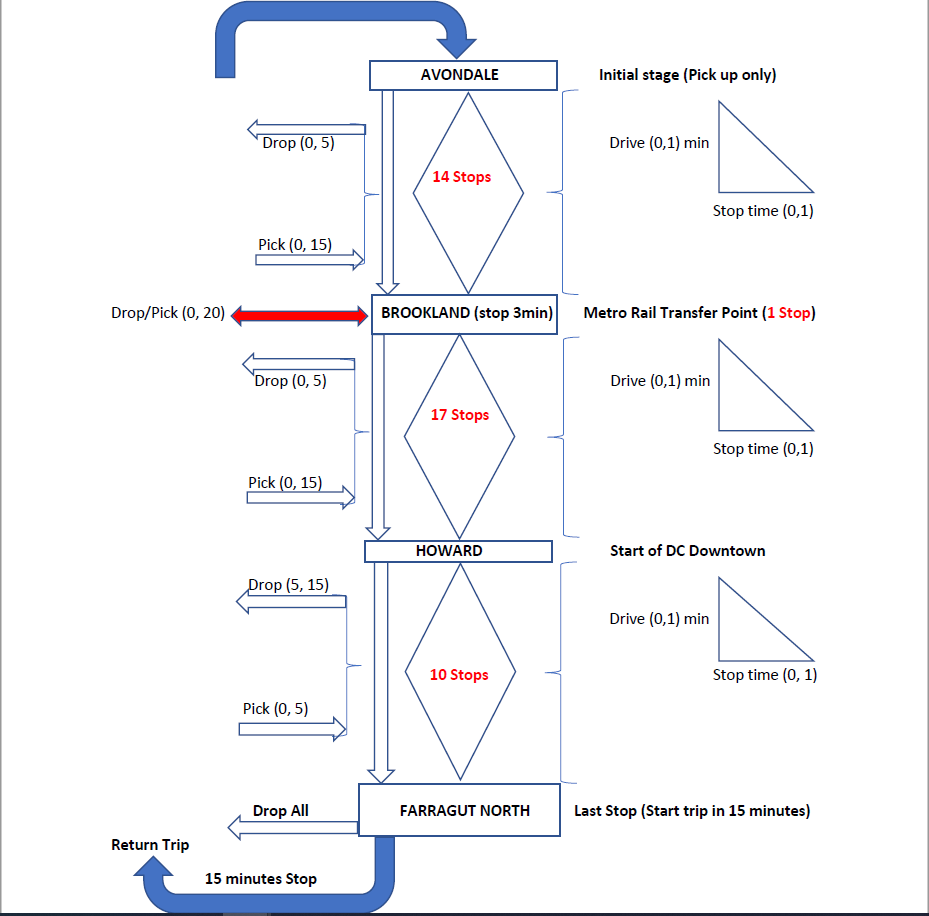 AVONDALE
Initial stage (Pick up only)
Drop (0, 5)
Drive (0,1) min
14 Stops
Stop time (0,1)
Pick (0, 15)
Drop/Pick (0, 20)
BROOKLAND (stop 3min)
Metro Rail Transfer Point (1 Stop)
Drop (0, 5)
Drive (0,1) min
17 Stops
Stop time (0,1)
Pick (0, 15)
HOWARD
Start of DC Downtown
Drop (5, 15)
Drive (0,1) min
10 Stops
Stop time (0, 1)
Pick (0, 5)
Drop All
FARRAGUT NORTH
Last Stop (Start trip in 15 minutes)
Return Trip
15 minutes Stop